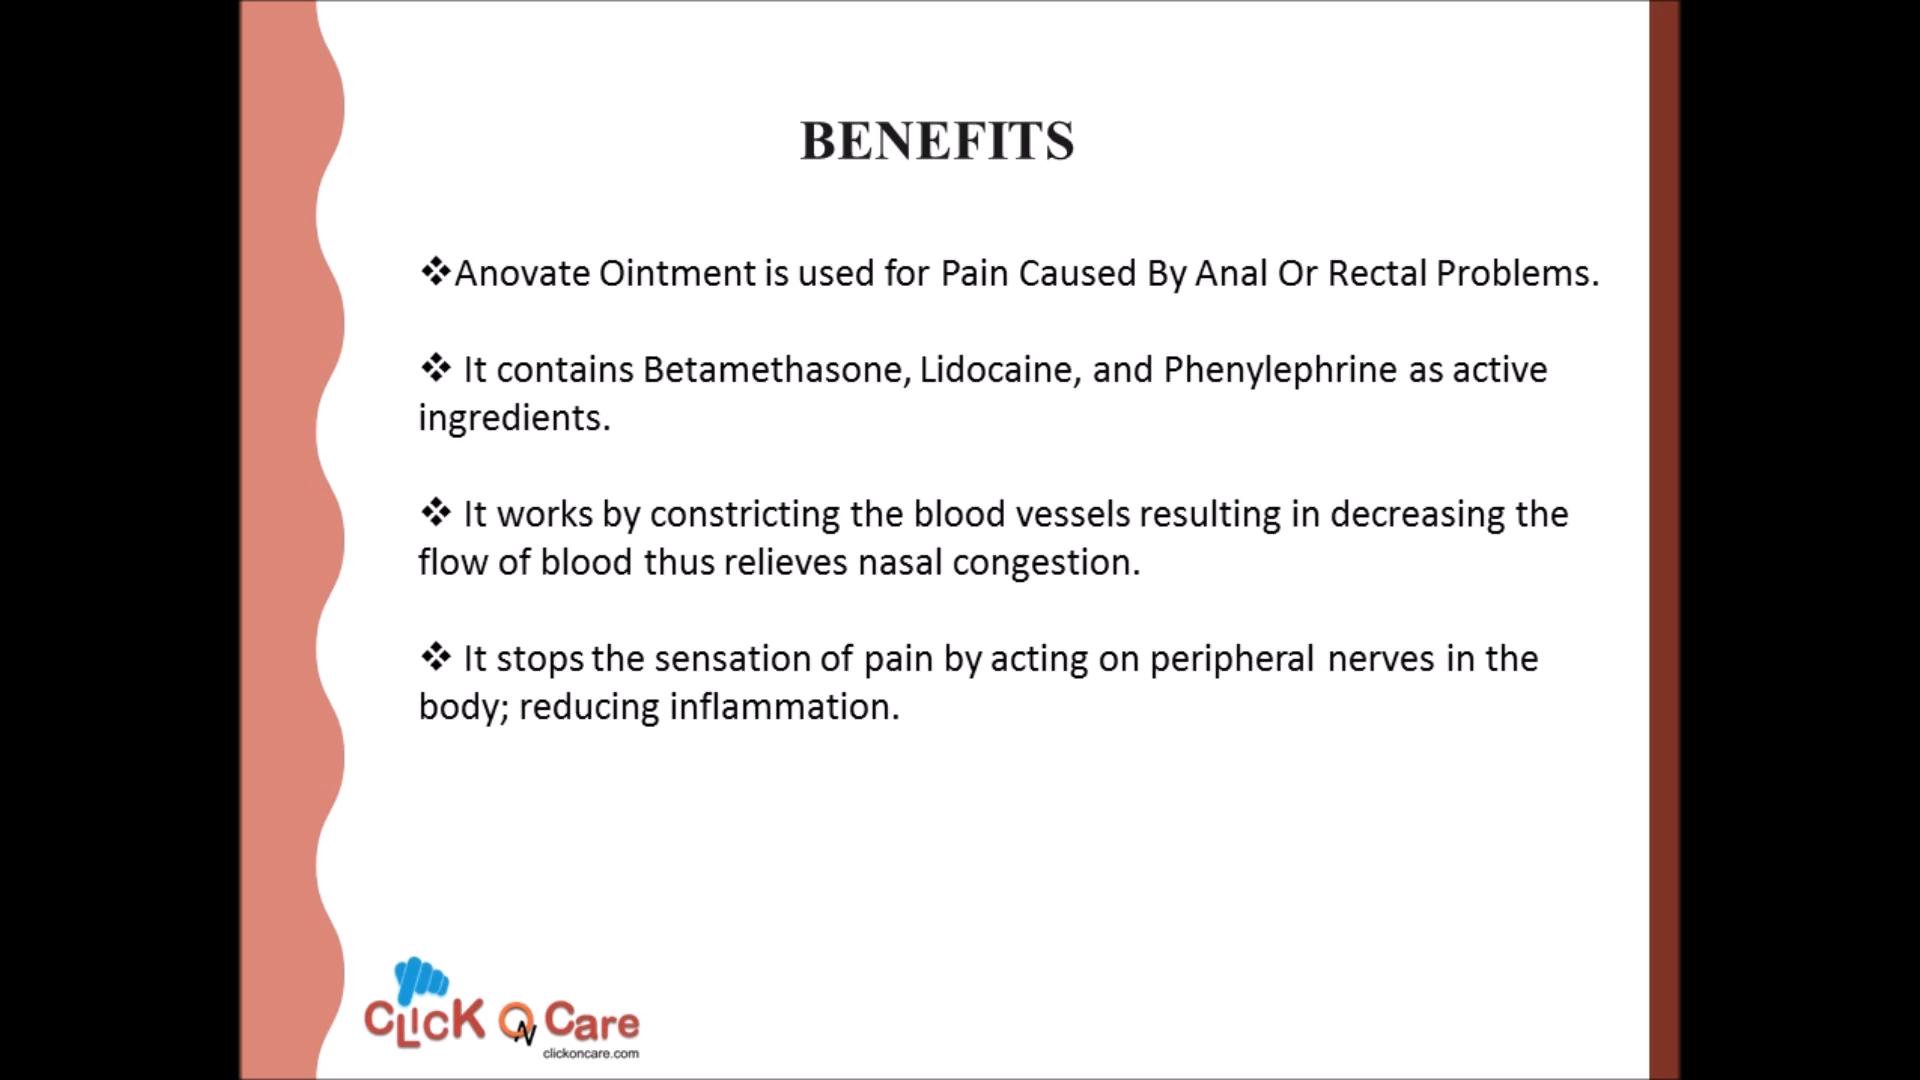 BENEFITS
❖Anovate Ointment is used for Pain Caused By Anal Or Rectal Problems.
❖ It contains Betamethasone, Lidocaine, and Phenylephrine as active
ingredients.
❖ It works by constricting the blood vessels resulting in decreasing the
flow of blood thus relieves nasal congestion.
❖ It stops the sensation of pain by acting on peripheral nerves in the
body; reducing inflammation.
CLicK ON Care
clickoncare.com